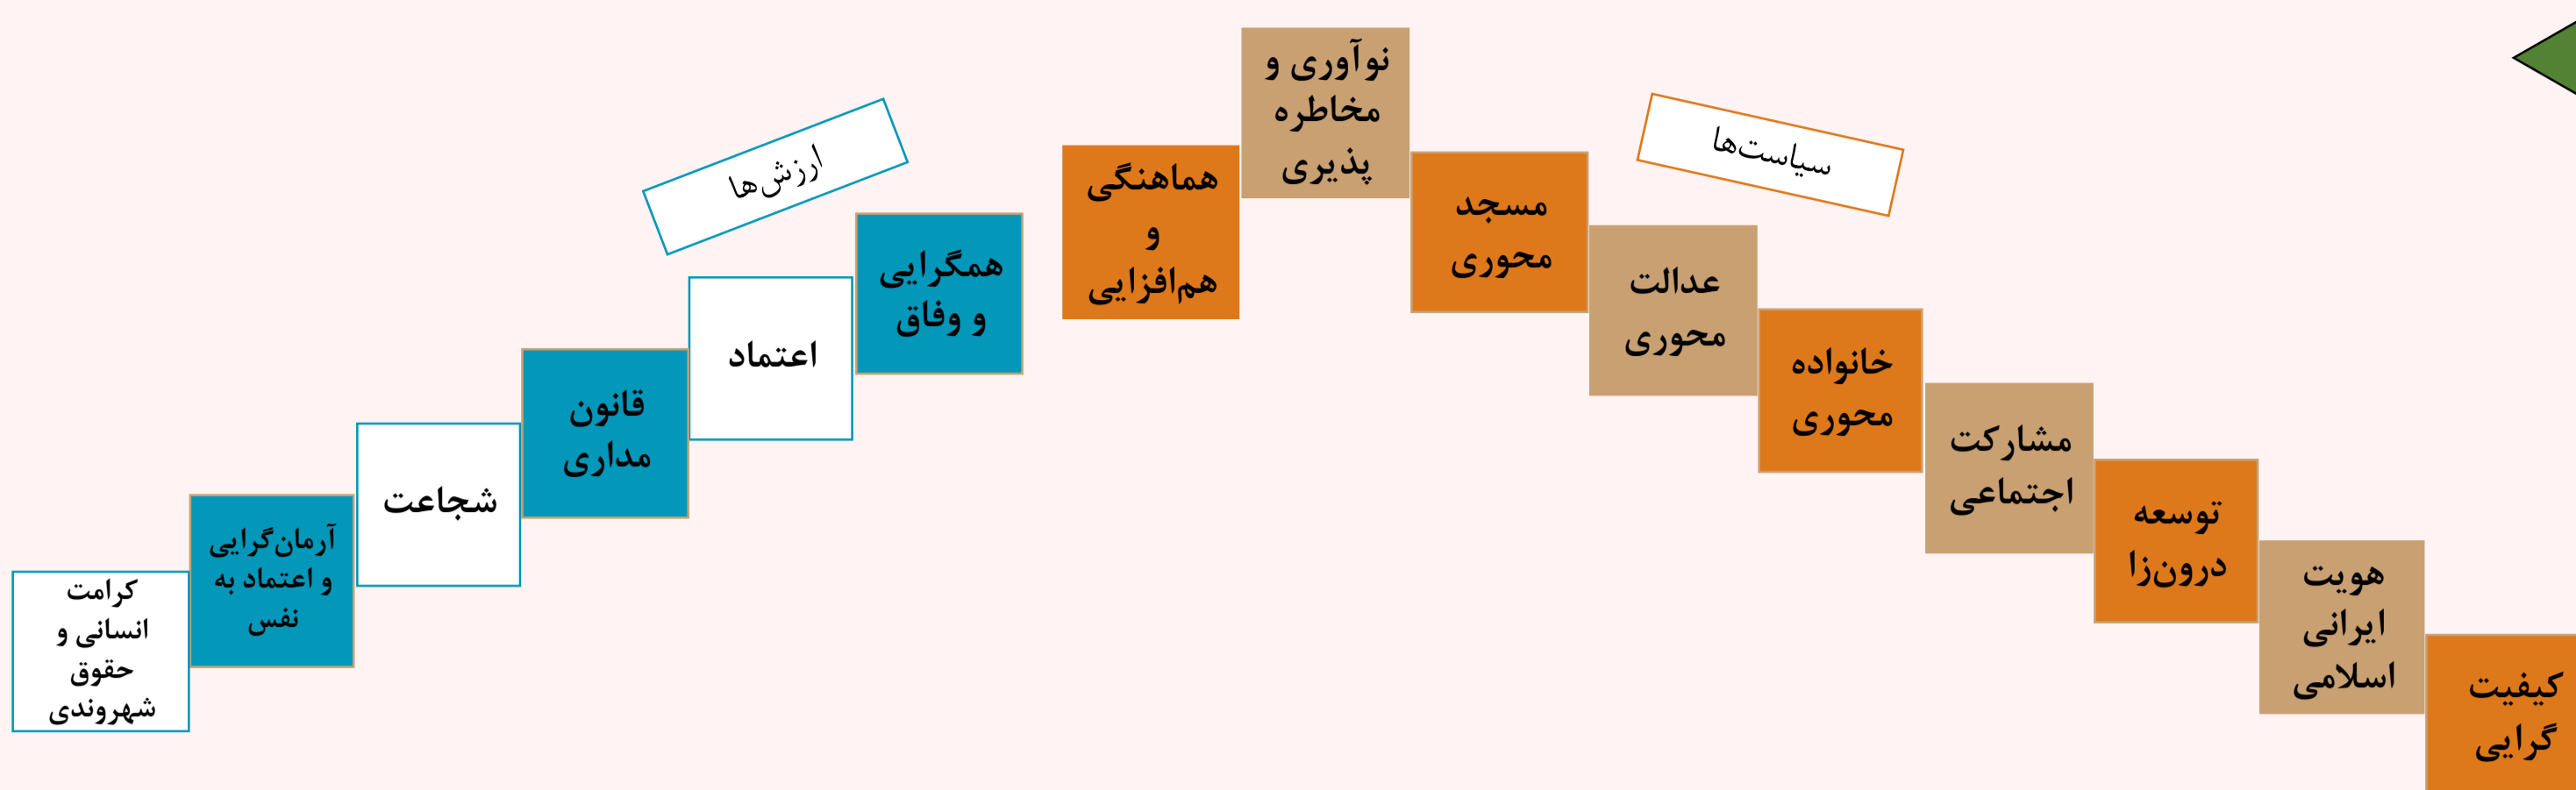 سیاست‌ها
کیفیت
گرایی
هویت
ایرانی
اسلامی
توسعه
درون‌زا
مشارکت
اجتماعی
خانواده
محوری
عدالت
محوری
مسجد
محوری
نوآوری و
مخاطره
پذیری
هماهنگی
و
هم‌افزایی
ارزش‌ها
همگرایی
و وفاق
اعتماد
قانون
مداری
شجاعت
آرمان‌گرایی
و اعتماد به
نفس
کرامت
انسانی و
حقوق
شهروندی